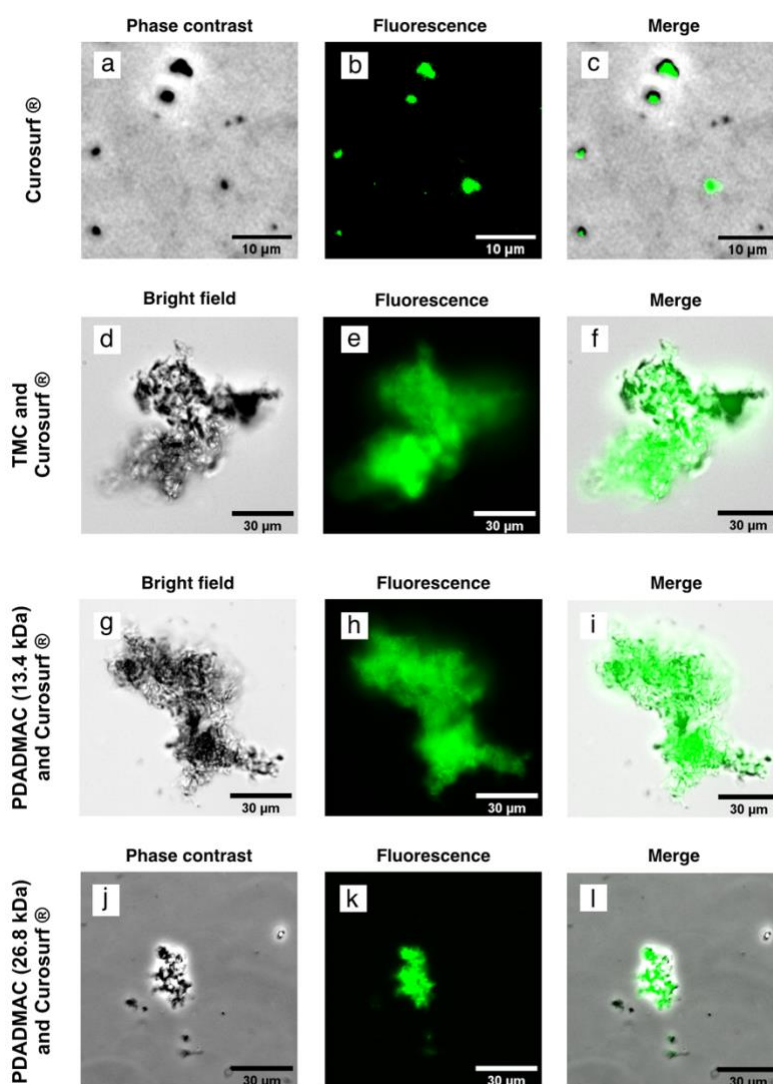 Phase contrast Fluorescence Merge
Curosurf ®
a b c
10 µm 10 µm 10 µm
Bright field Fluorescence Merge
TMC and
Curosurf ®
d e f
30 µm 30 µm 30 µm
Bright field Fluorescence Merge
PDADMAC (13.4 kDa)
and Curosurf ®
g h i
30 µm 30 µm 30 µm
Phase contrast Fluorescence Merge
PDADMAC (26.8 kDa)
and Curosurf ®
j k l
30 µm 30 µm 30 µm